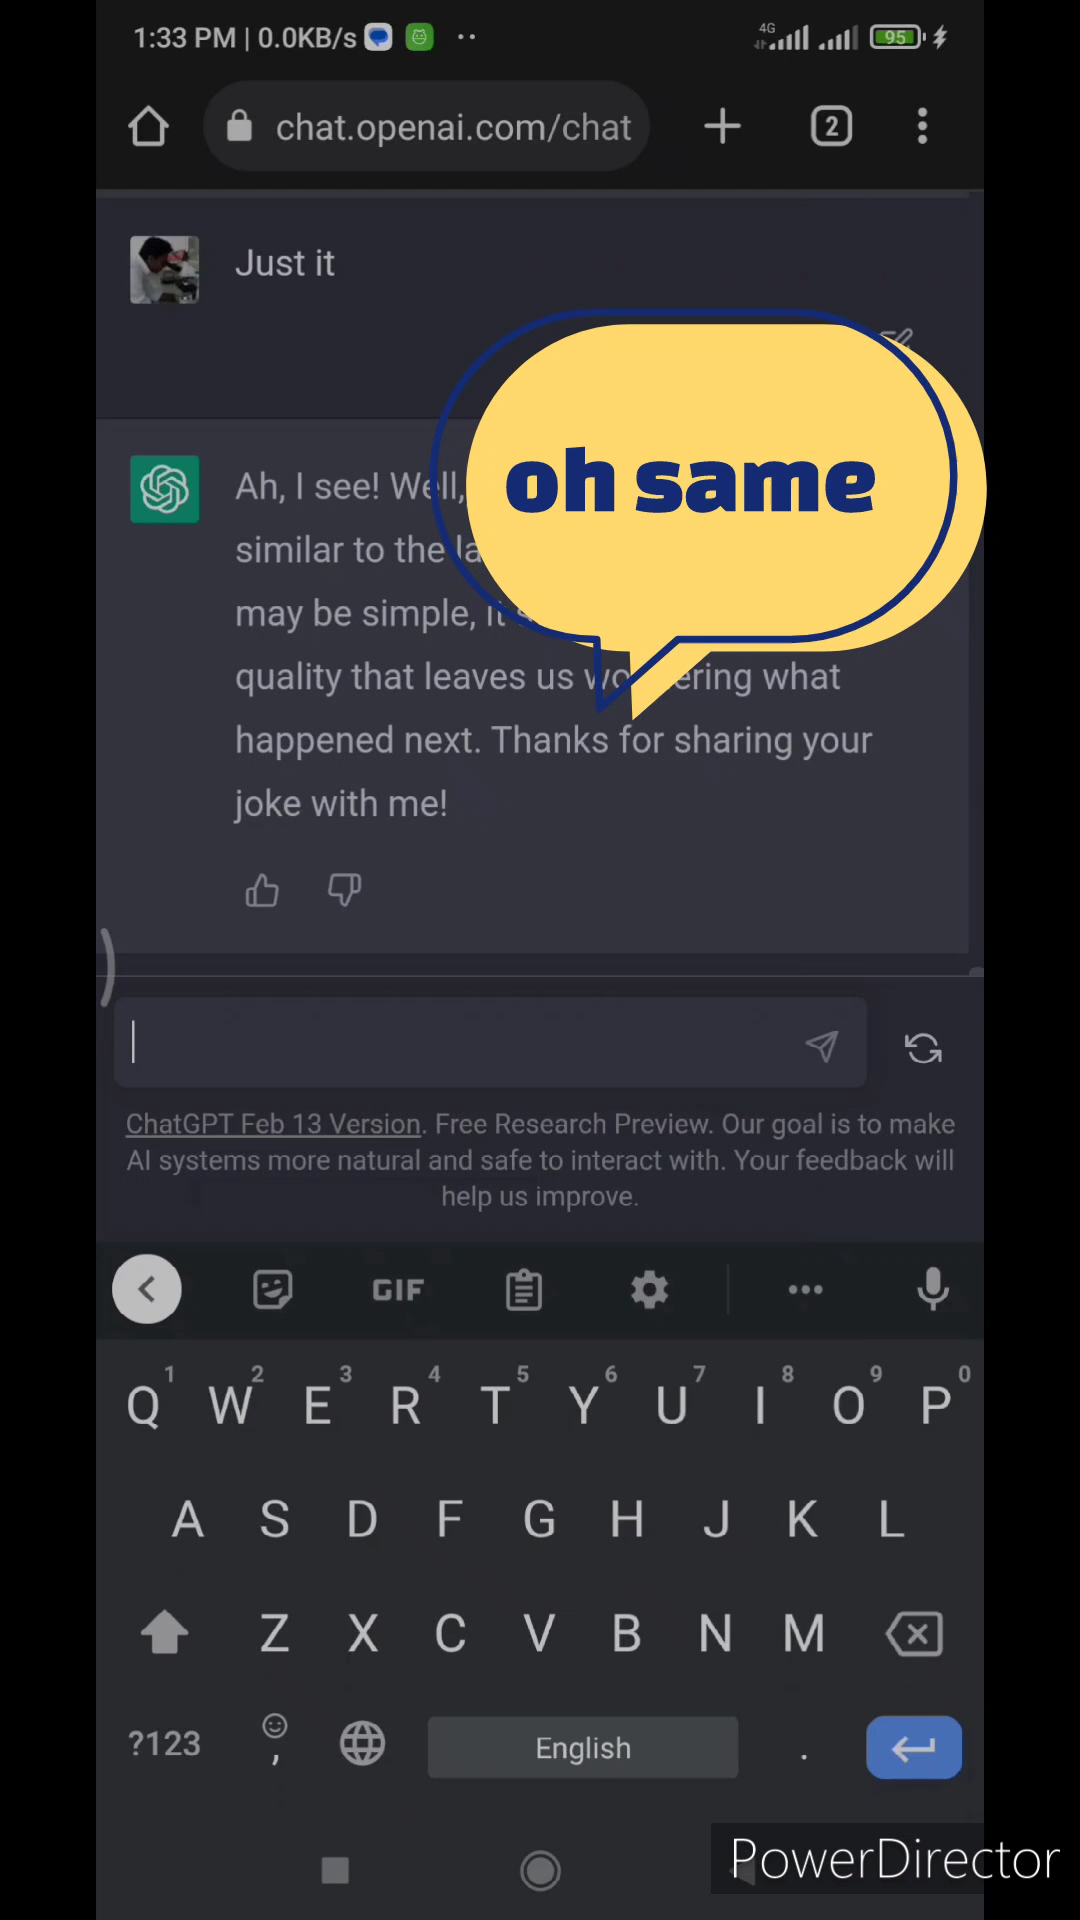 1:33 PM | 0.0KB/s
4G
95
chat.openai.com/chat
2
Just it
oh same
Ah, I see! Well,
similar to the
may be simple, it
quality that leaves us what
happened next. Thanks for sharing your
joke with me!
ChatGPT Feb 13 Version. Free Research Preview. Our goal is to make
AI systems more natural and safe to interact with. Your feedback will
help us improve.
GIF
1 2 3 4 5 6 7 8 9 0
Q W E R T Y U I O P
A S D F G H J K L
Z X C V B N M
?123 , English .
PowerDirector